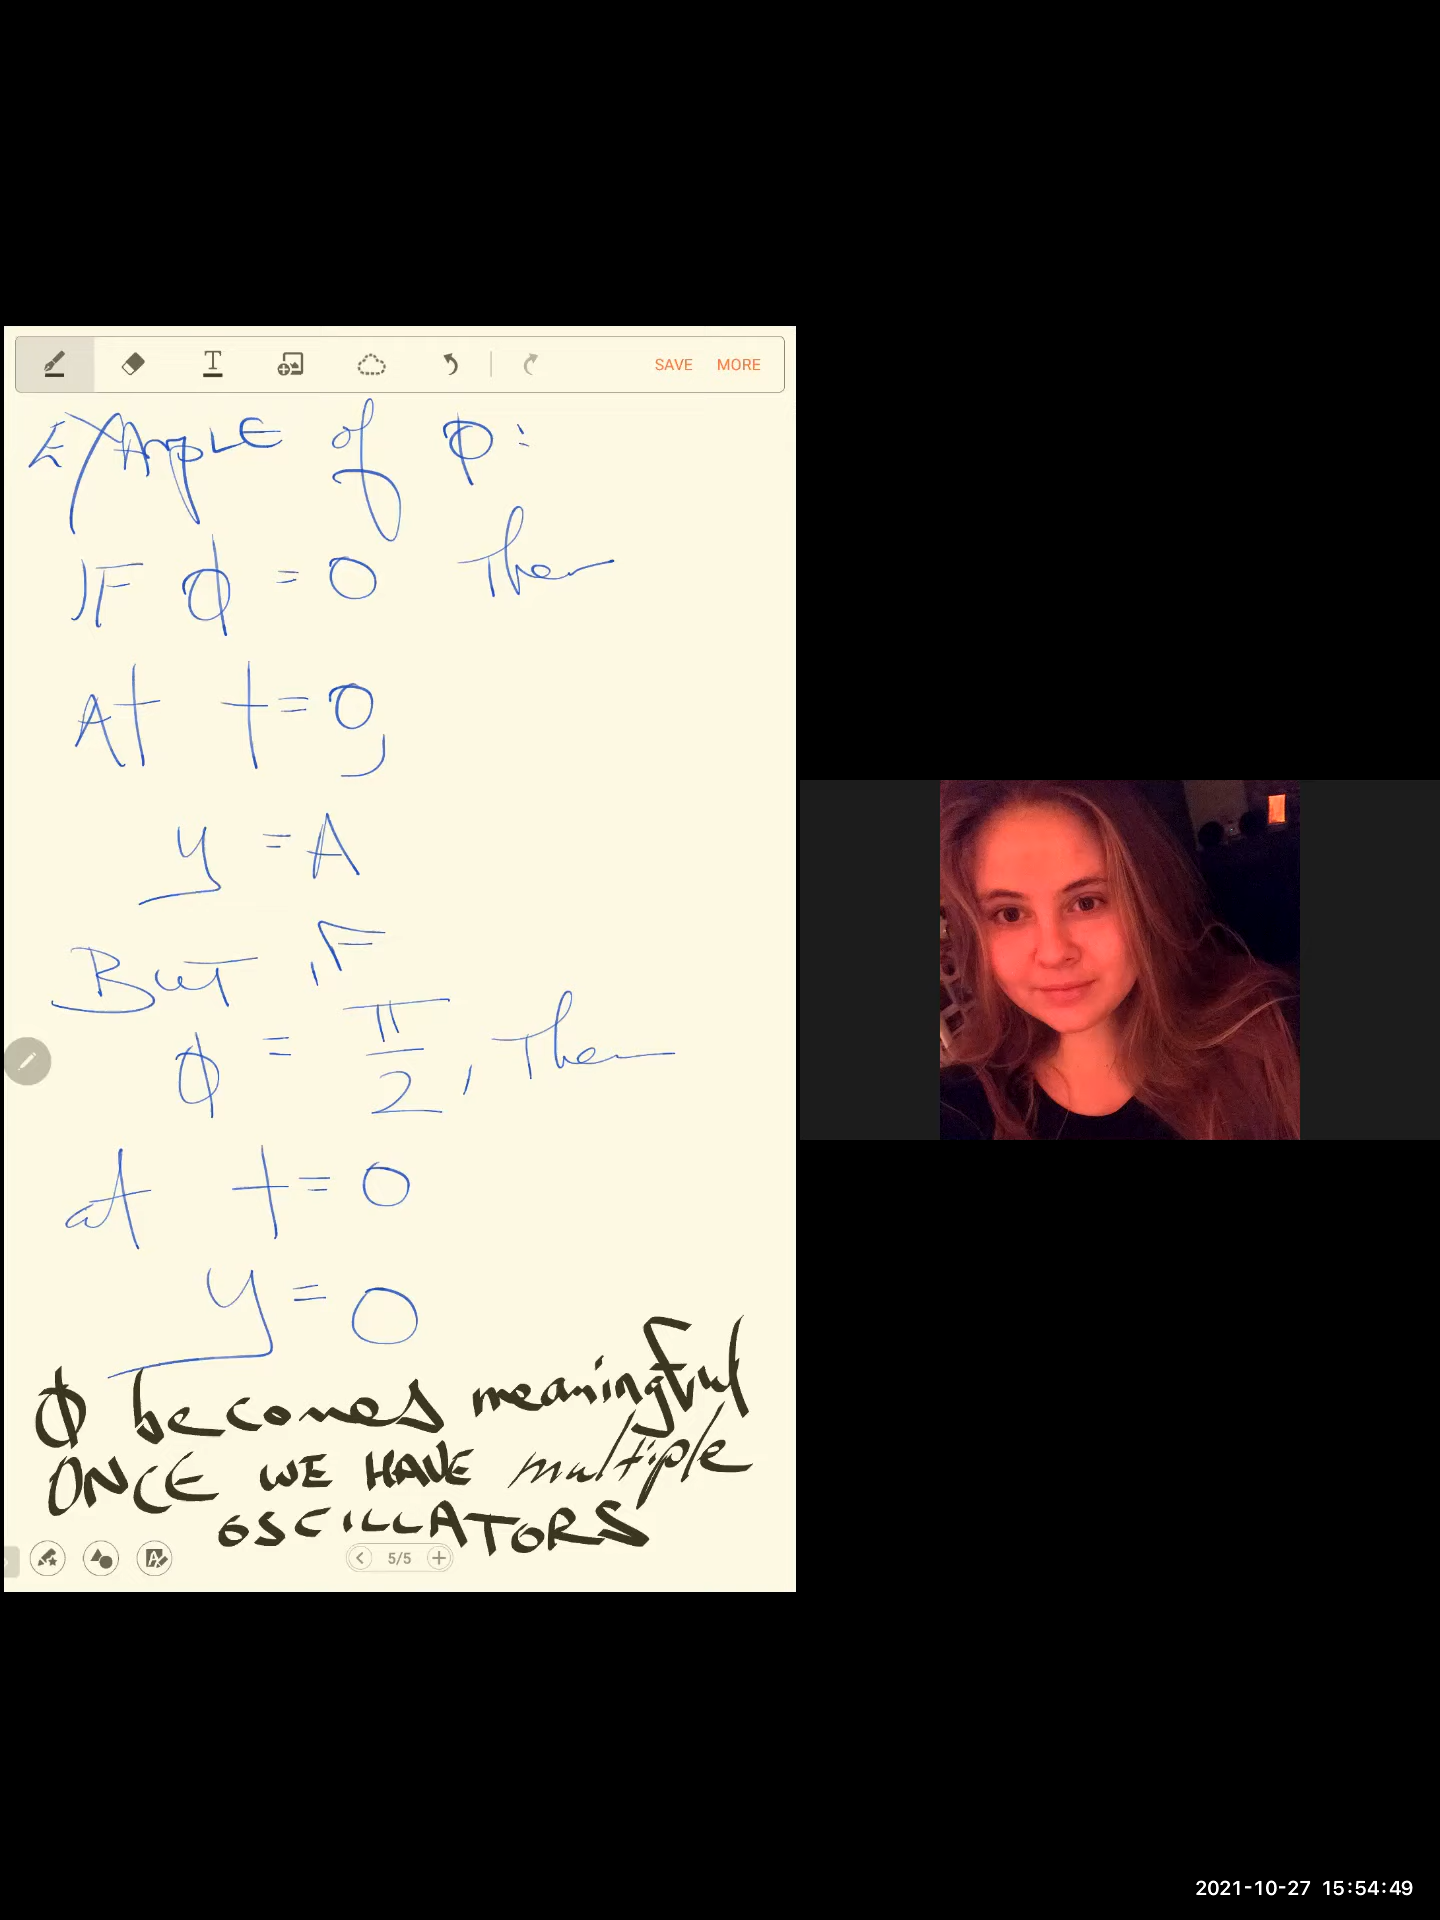 T
SAVE MORE
EXAMPLE of ϕ:
IF ϕ = 0 Then
At t = 0,
y = A
But IF
ϕ = π/2, Then
at t = 0
y = 0
ϕ becomes meaningful
ONCE WE HAVE multiple
OSCILLATORS
A
< 5/5 +
2021-10-27 15:54:49